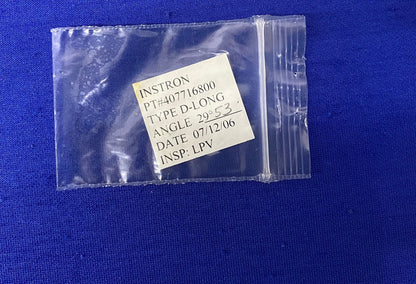 INSTRON
PT#407716800
TYPE D-LONG
ANGLE 29°53'
DATE 07/12/06
INSP: LPV